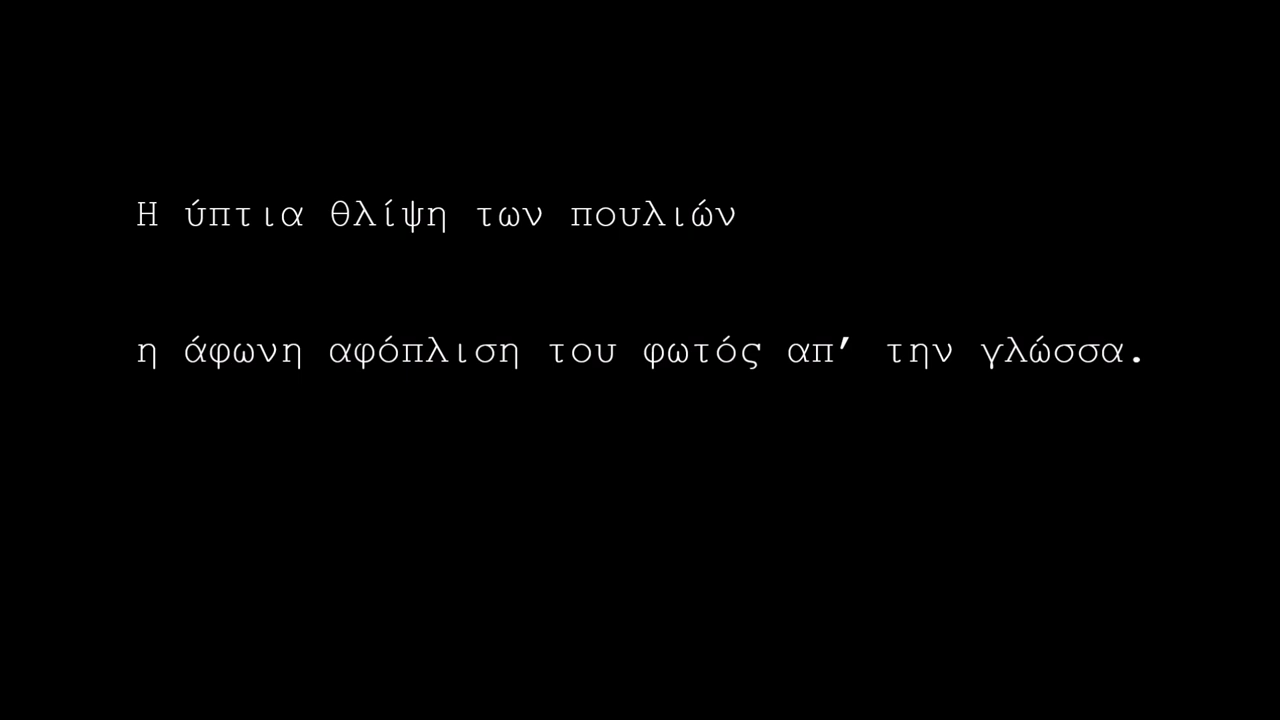 Η ύπτια θλίψη των πουλιών
η άφωνη αφόπλιση του φωτός απ’ την γλώσσα.